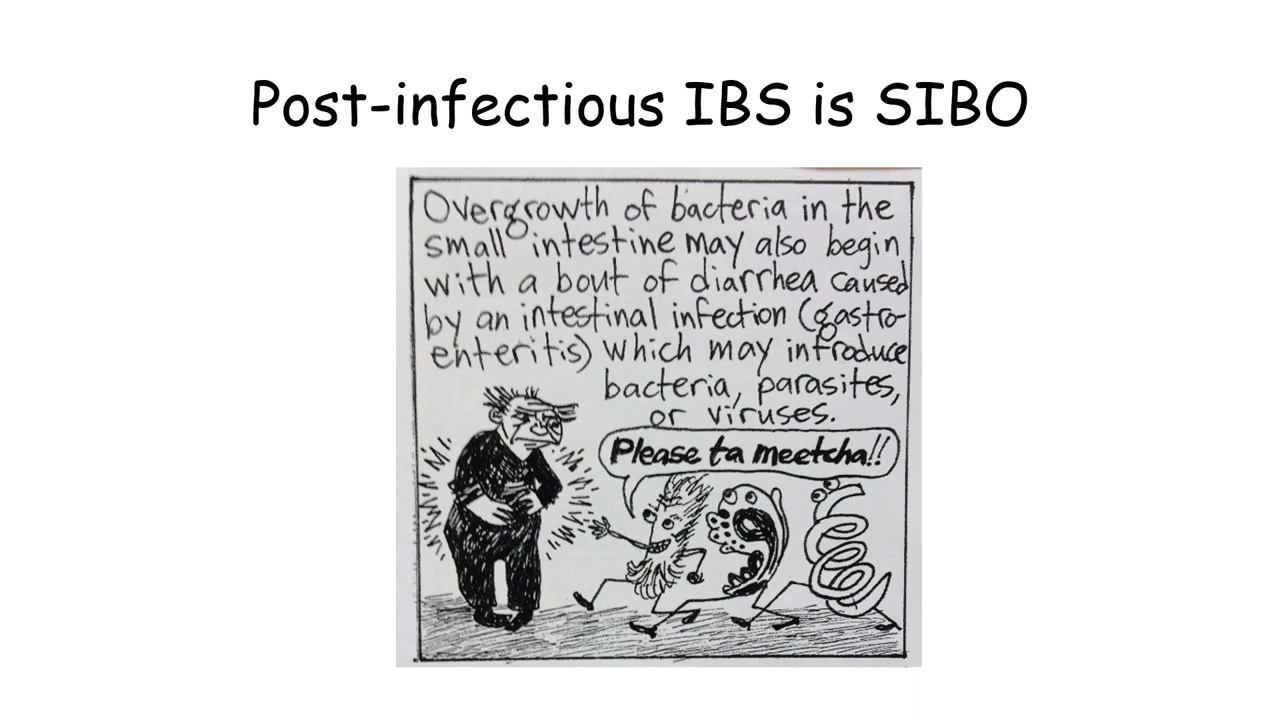 Post-infectious IBS is SIBO
Overgrowth of bacteria in the
small intestine may also begin
with a bout of diarrhea caused
by an intestinal infection (gastro-
enteritis) which may introduce
bacteria, parasites,
or viruses.
Please ta meetcha!!